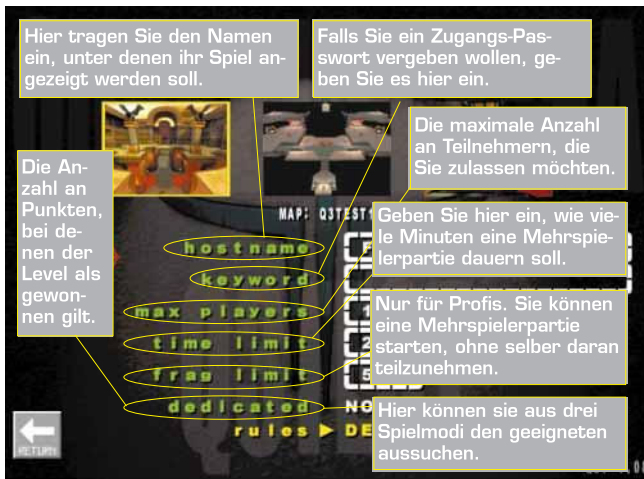 Hier tragen Sie den Namen
ein, unter denen ihr Spiel an-
gezeigt werden soll.
Falls Sie ein Zugangs-Pas-
swort vergeben wollen, ge-
ben Sie es hier ein.
Die maximale Anzahl
an Teilnehmern, die
Sie zulassen möchten.
Die An-
zahl an
Punkten,
bei de-
nen der
Level als
gewon-
nen gilt.
MAP: Q3TEST1
Geben Sie hier ein, wie vie-
le Minuten eine Mehrspie-
lerpartie dauern soll.
hostname
keyword
max players
time limit
frag limit
dedicated
NO
rules
DE
Nur für Profis. Sie können
eine Mehrspielerpartie
starten, ohne selber daran
teilzunehmen.
Hier können sie aus drei
Spielmodi den geeigneten
aussuchen.
RETURN